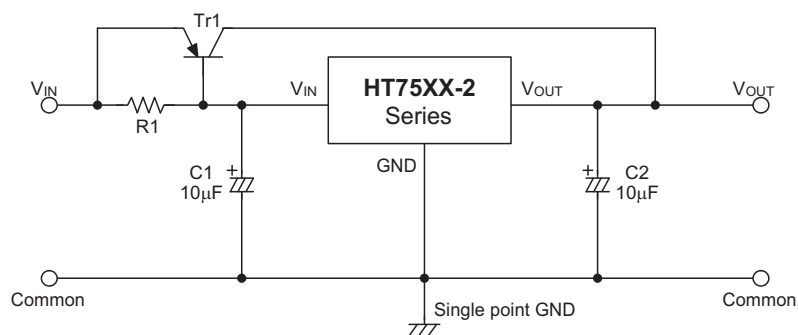 Tr1
VIN
R1
VIN
HT75XX-2
Series
VOUT
VOUT
GND
C1
10μF
+
C2
10μF
+
Common
Single point GND
Common